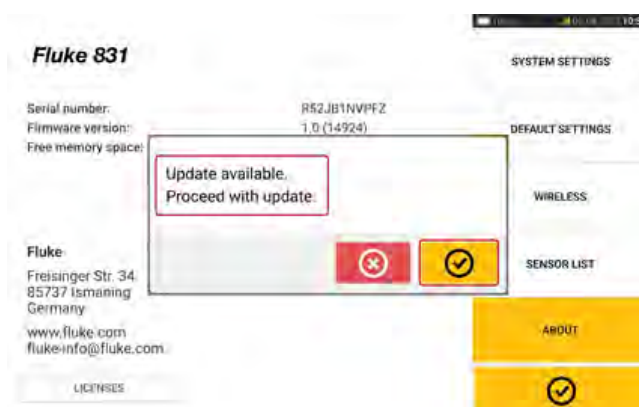 Fluke 831
SYSTEM SETTINGS
Serial number:
R52JB1NVPFZ
Firmware version:
1.0 (14924)
DEFAULT SETTINGS
Free memory space:
Update available.
Proceed with update
WIRELESS
Fluke
SENSOR LIST
Freisinger Str. 34
85737 Ismaning
Germany
www.fluke.com
fluke-info@fluke.com
ABOUT
LICENSES